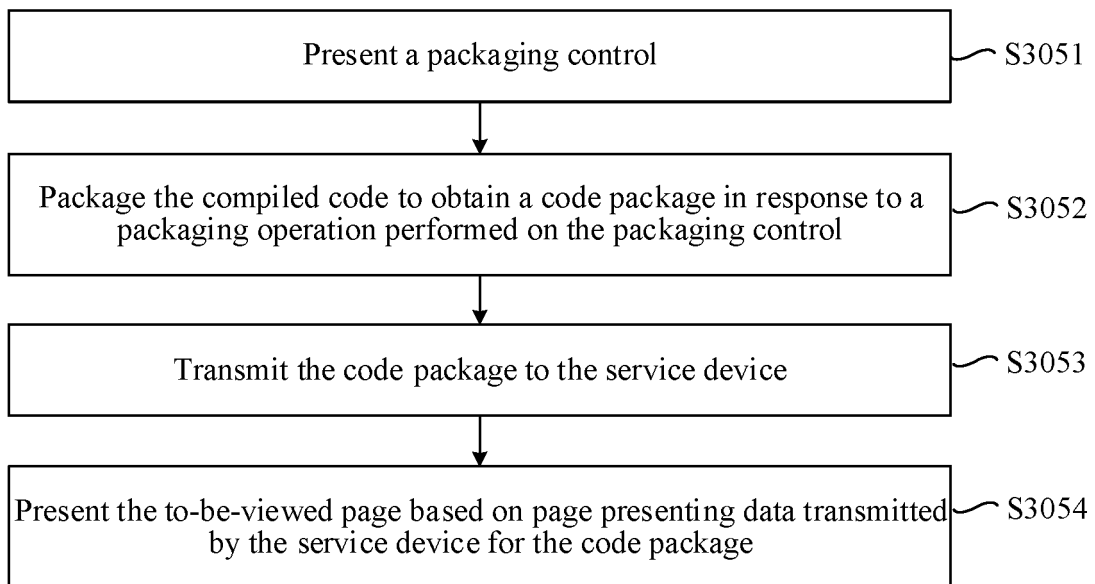 Present a packaging control
S3051
Package the compiled code to obtain a code package in response to a
packaging operation performed on the packaging control
S3052
Transmit the code package to the service device
S3053
Present the to-be-viewed page based on page presenting data transmitted
by the service device for the code package
S3054